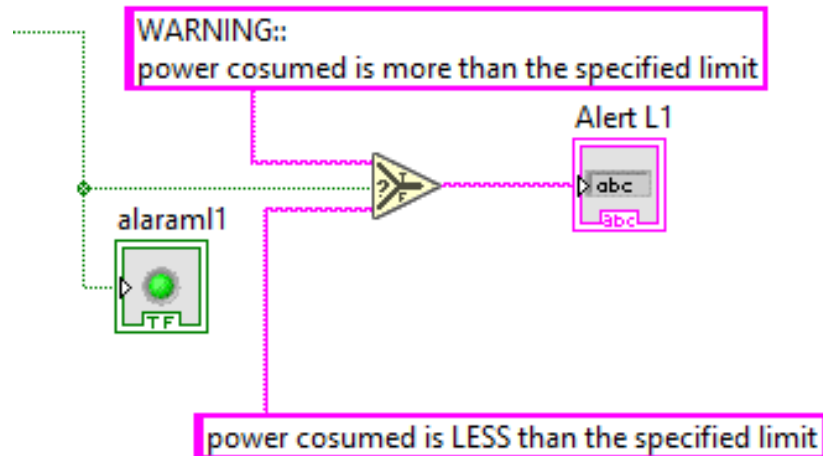 WARNING::
power cosumed is more than the specified limit
Alert L1
T
?
F
abc
abc
alaraml1
TF
power cosumed is LESS than the specified limit